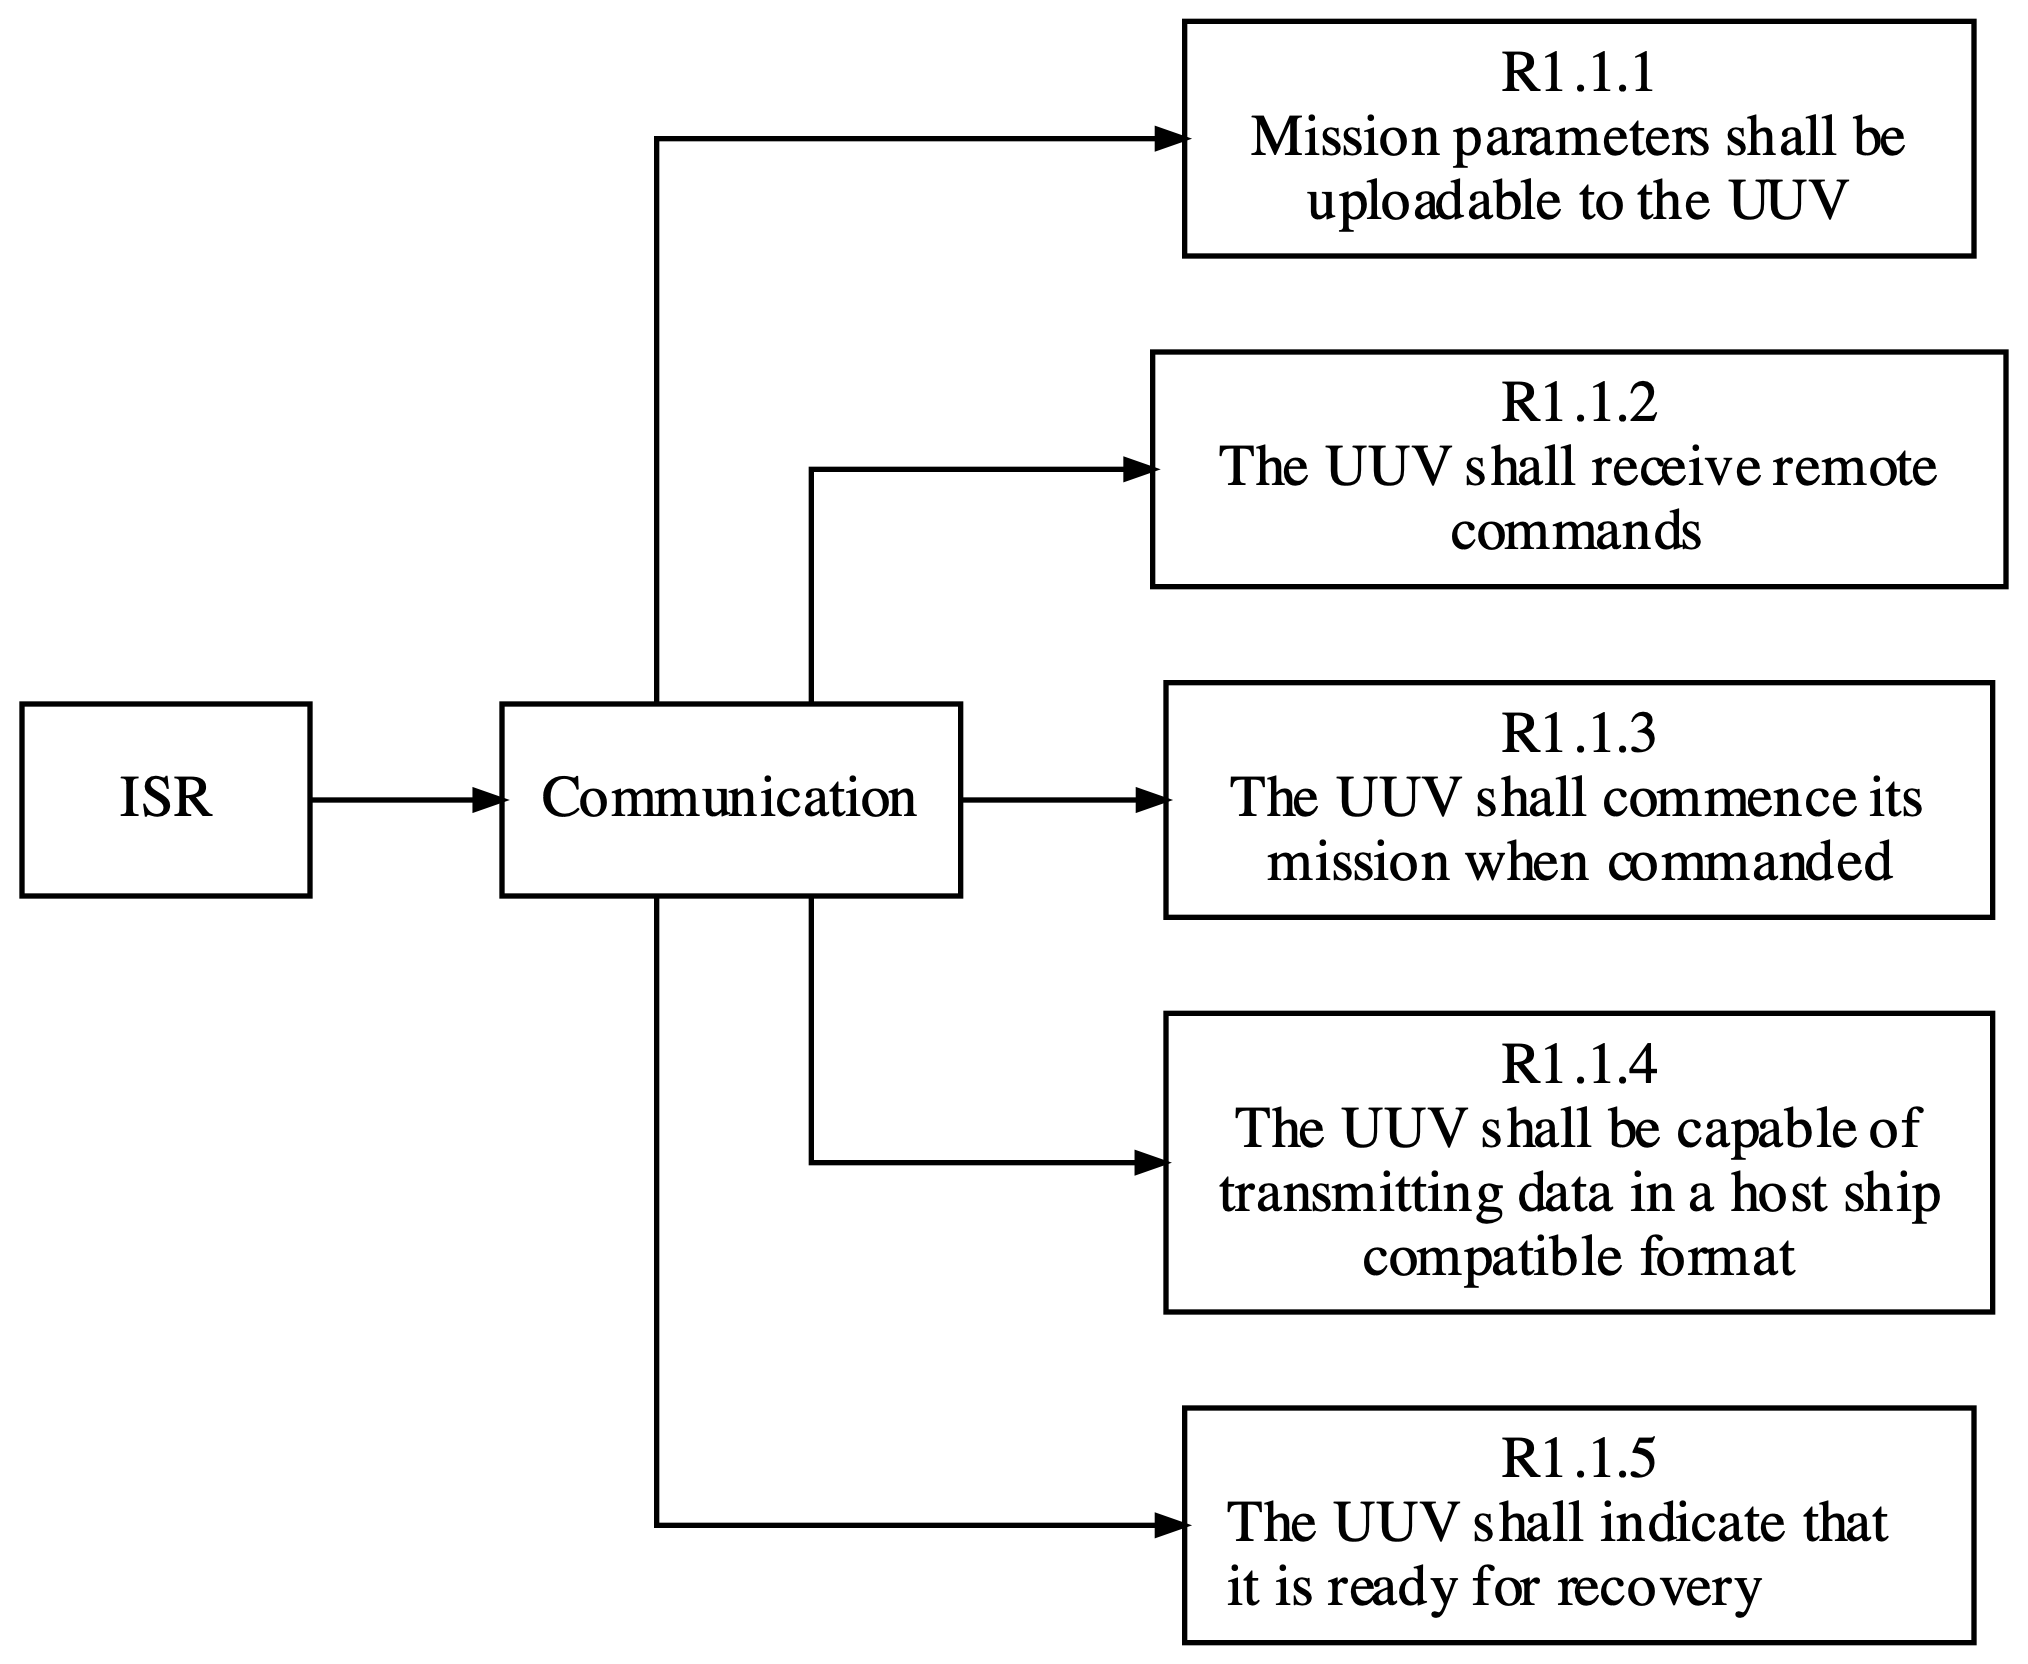 ISR
Communication
R1.1.1
Mission parameters shall be
uploadable to the UUV
R1.1.2
The UUV shall receive remote
commands
R1.1.3
The UUV shall commence its
mission when commanded
R1.1.4
The UUV shall be capable of
transmitting data in a host ship
compatible format
R1.1.5
The UUV shall indicate that
it is ready for recovery